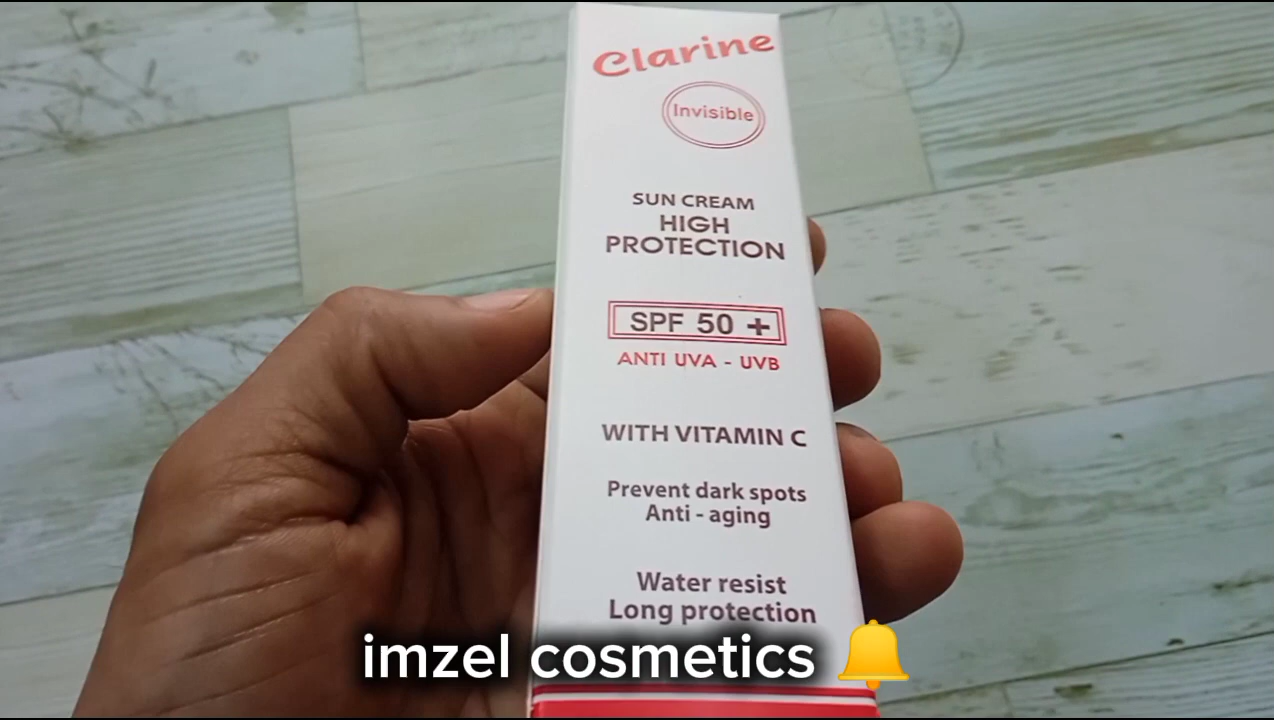 Clarine
Invisible
SUN CREAM
HIGH
PROTECTION
SPF 50 +
ANTI UVA - UVB
WITH VITAMIN C
Prevent dark spots
Anti - aging
Water resist
Long protection
imzel cosmetics 🔔